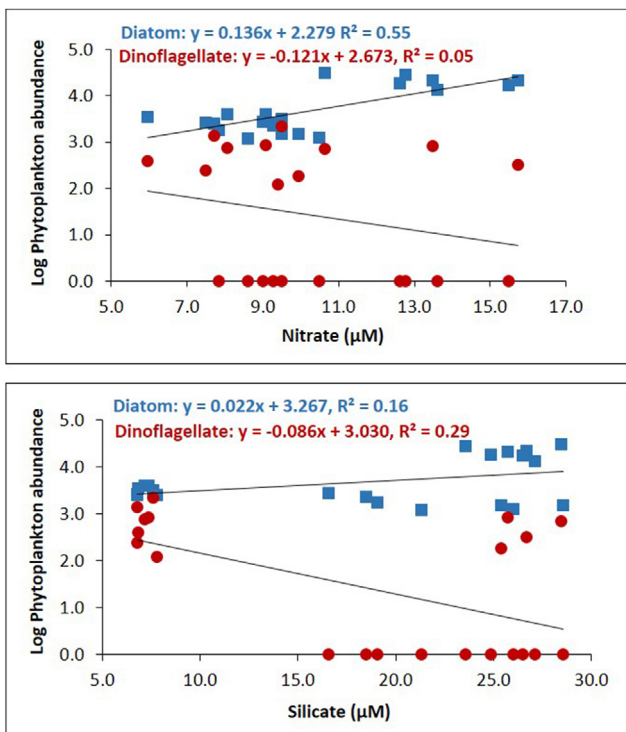 Diatom: y = 0.136x + 2.279 R² = 0.55
Dinoflagellate: y = -0.121x + 2.673, R² = 0.05
Log Phytoplankton abundance
5.0
4.0
3.0
2.0
1.0
0.0
5.0 7.0 9.0 11.0 13.0 15.0 17.0
Nitrate (µM)
Diatom: y = 0.022x + 3.267, R² = 0.16
Dinoflagellate: y = -0.086x + 3.030, R² = 0.29
Log Phytoplankton abundance
5.0
4.0
3.0
2.0
1.0
0.0
5.0 10.0 15.0 20.0 25.0 30.0
Silicate (µM)